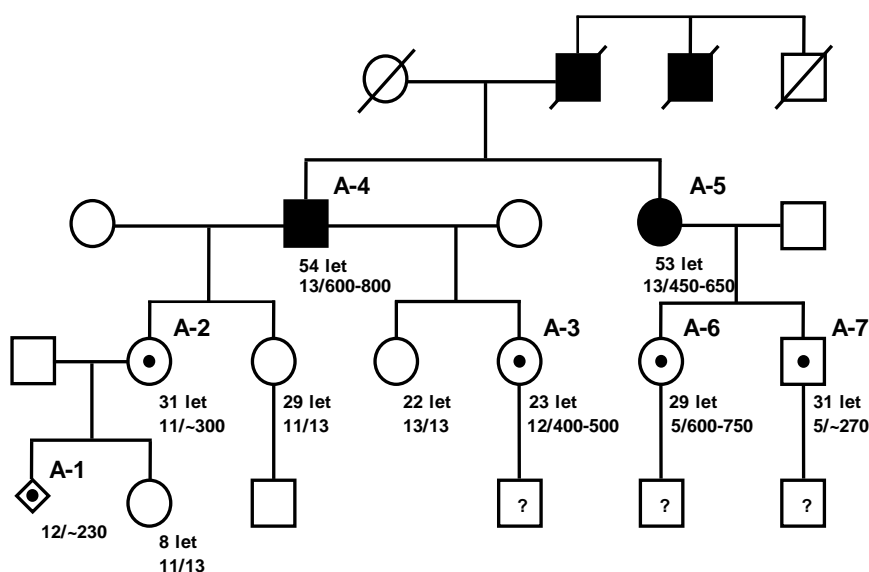 A-4
A-5
54 let
13/600-800
53 let
13/450-650
A-2
A-3
A-6
A-7
31 let
11/~300
29 let
11/13
22 let
13/13
23 let
12/400-500
29 let
5/600-750
31 let
5/~270
A-1
12/~230
8 let
11/13
?
?
?